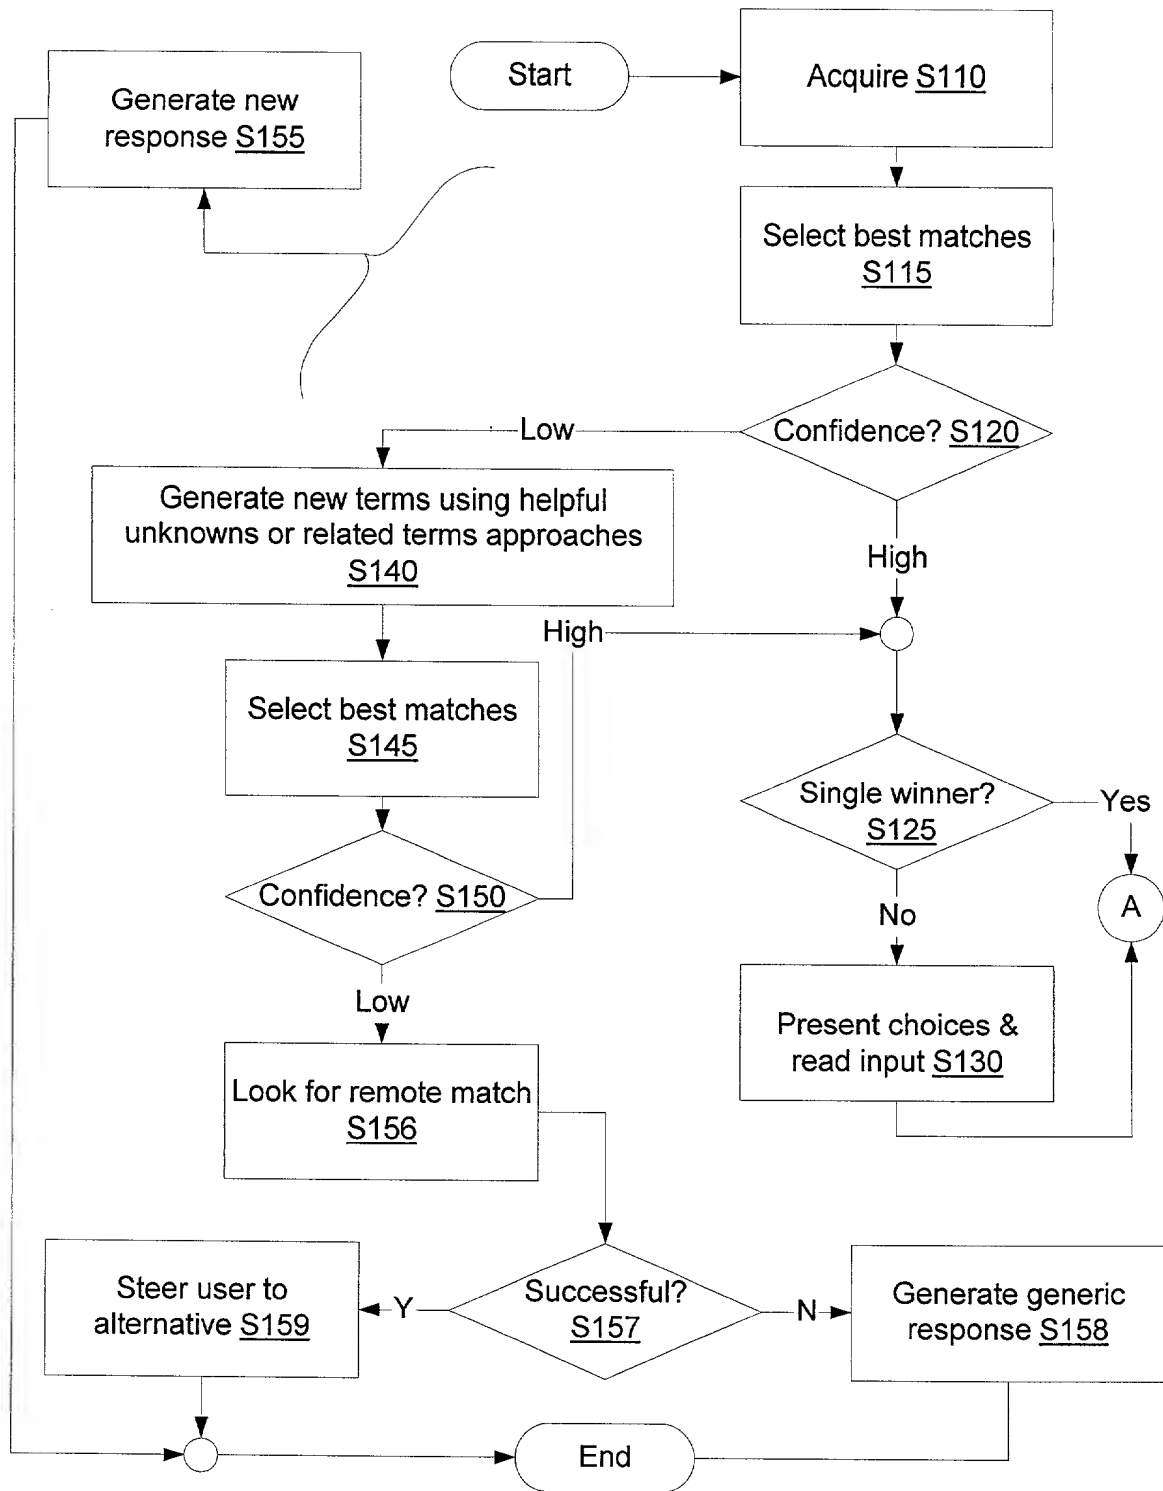 Start
Acquire S110
Generate new
response S155
Select best matches
S115
Confidence? S120
Low
High
Generate new terms using helpful
unknowns or related terms approaches
S140
High
Select best matches
S145
Single winner?
S125
Yes
A
No
Confidence? S150
Low
Present choices &
read input S130
Look for remote match
S156
Steer user to
alternative S159
Y
Successful?
S157
N
Generate generic
response S158
End